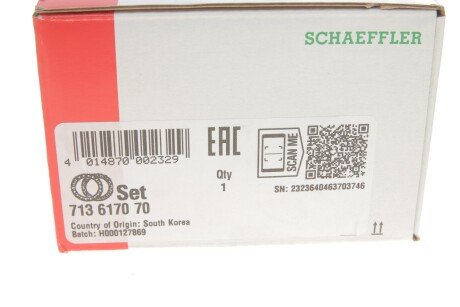 SCHAEFFLER
4 014870 002329
EAC
SCAN ME
Qty
1
SN: 2323640463703746
Set
713 6170 70
Country of Origin: South Korea
Batch: H000127869